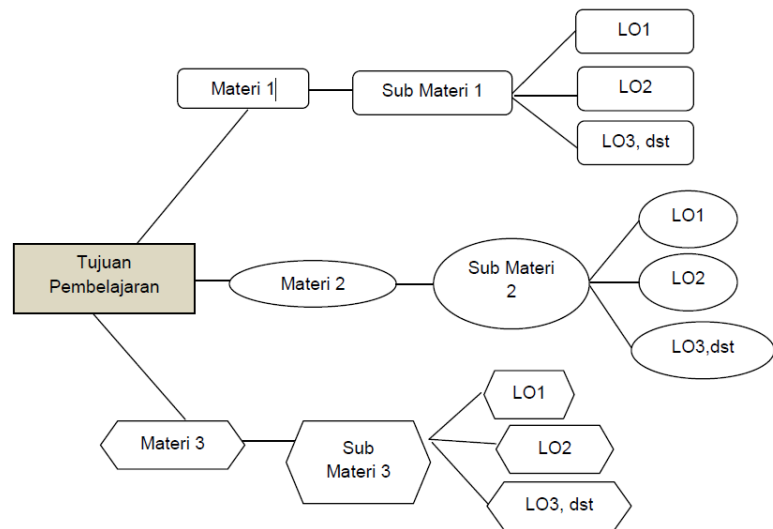 Materi 1
Sub Materi 1
LO1
LO2
LO3, dst
Tujuan
Pembelajaran
Materi 2
Sub Materi
2
LO1
LO2
LO3,dst
Materi 3
Sub
Materi 3
LO1
LO2
LO3, dst